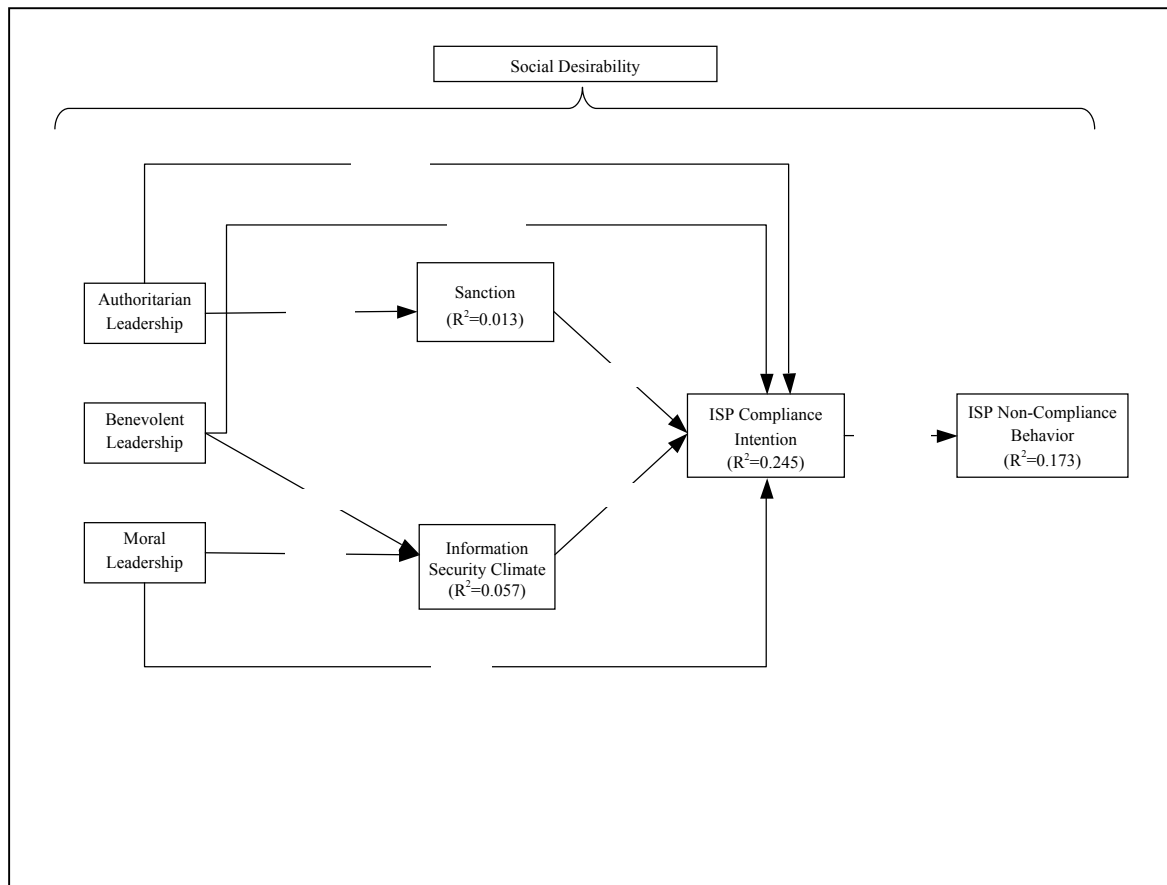 Social Desirability
Authoritarian
Leadership
Sanction
(R²=0.013)
Benevolent
Leadership
ISP Compliance
Intention
(R²=0.245)
ISP Non-Compliance
Behavior
(R²=0.173)
Moral
Leadership
Information
Security Climate
(R²=0.057)